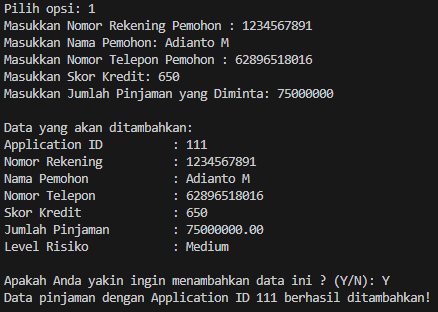 Pilih opsi: 1
Masukkan Nomor Rekening Pemohon : 1234567891
Masukkan Nama Pemohon: Adianto M
Masukkan Nomor Telepon Pemohon : 62896518016
Masukkan Skor Kredit: 650
Masukkan Jumlah Pinjaman yang Diminta: 75000000
Data yang akan ditambahkan:
Application ID : 111
Nomor Rekening : 1234567891
Nama Pemohon : Adianto M
Nomor Telepon : 62896518016
Skor Kredit : 650
Jumlah Pinjaman : 75000000.00
Level Risiko : Medium
Apakah Anda yakin ingin menambahkan data ini ? (Y/N): Y
Data pinjaman dengan Application ID 111 berhasil ditambahkan!